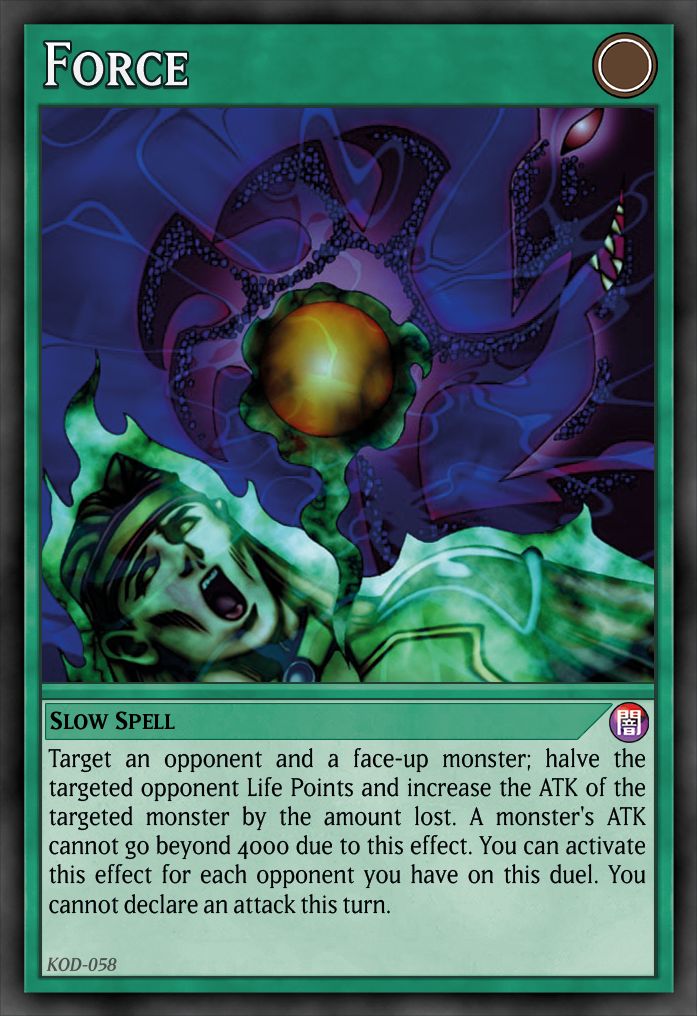 Force
Slow Spell
闇
Target an opponent and a face-up monster; halve the
targeted opponent Life Points and increase the ATK of the
targeted monster by the amount lost. A monster's ATK
cannot go beyond 4000 due to this effect. You can activate
this effect for each opponent you have on this duel. You
cannot declare an attack this turn.
KOD-058